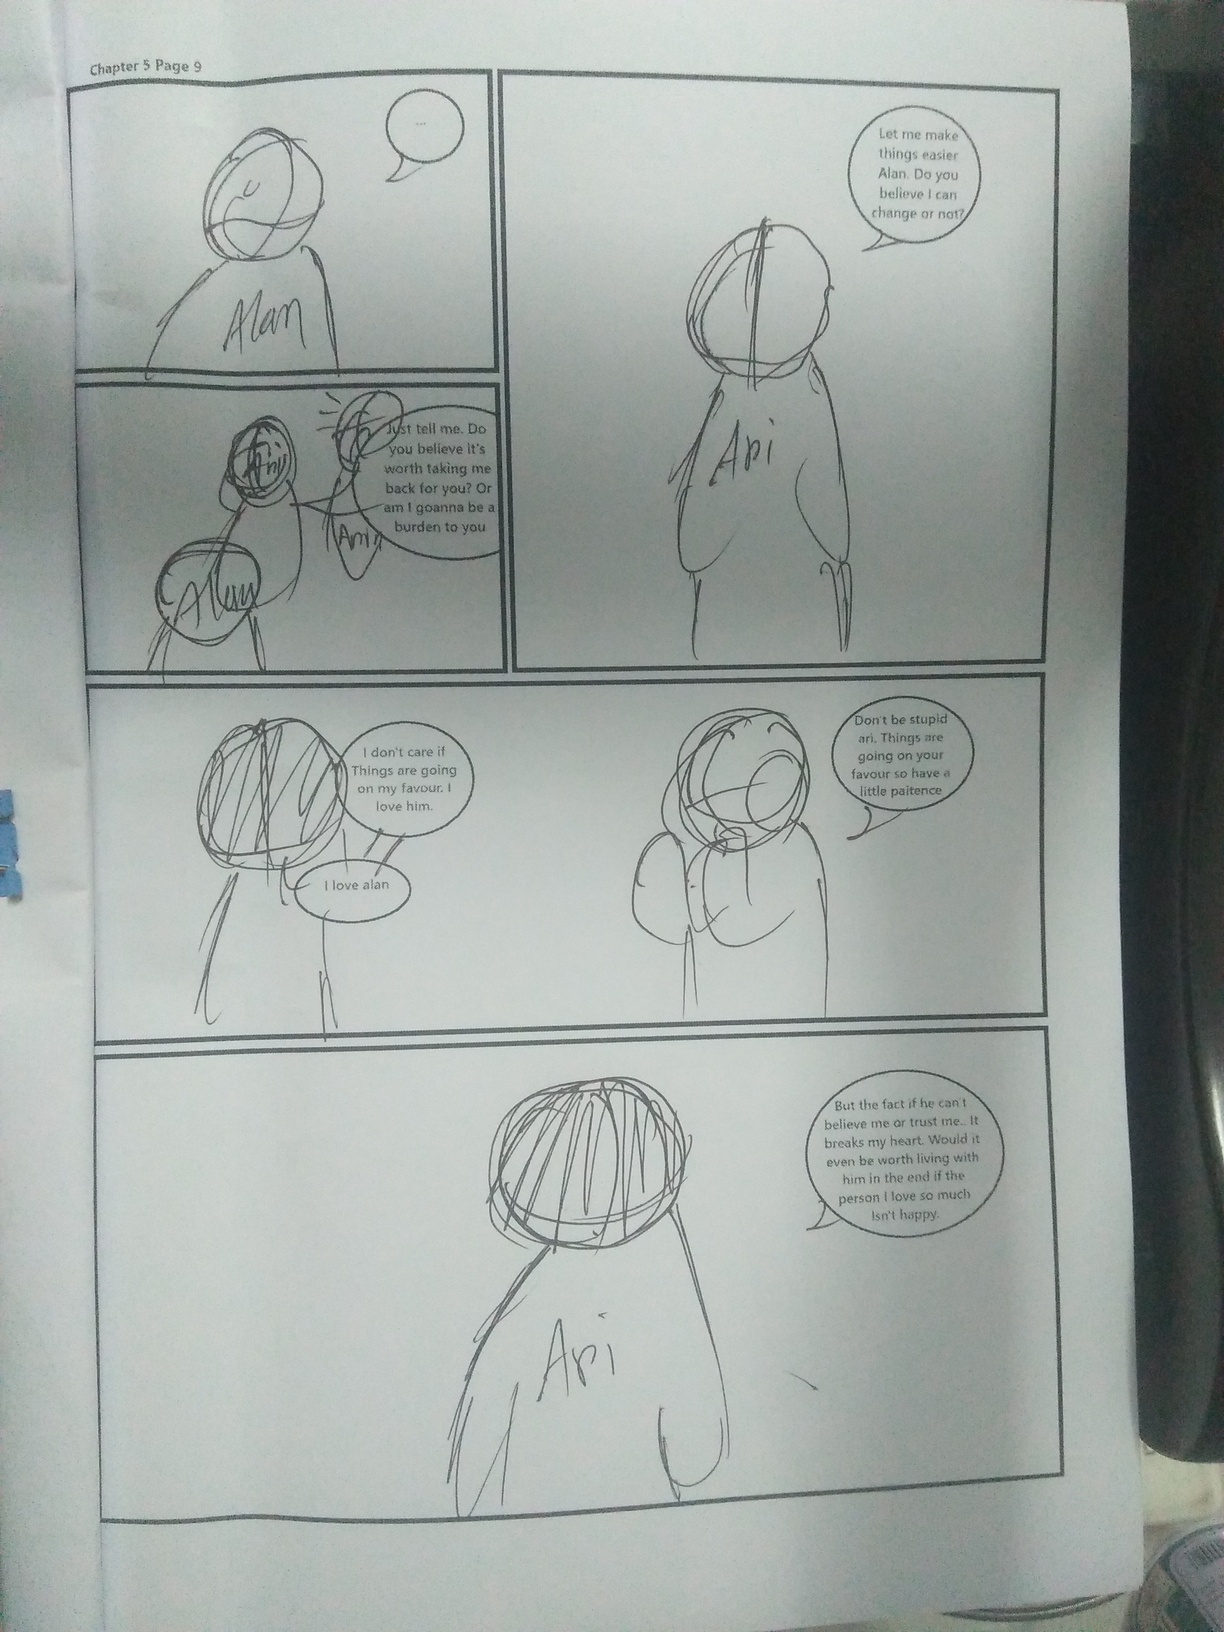 Chapter 5 Page 9
...
Alan
Let me make
things easier
Alan. Do you
believe I can
change or not?
Ari
Just tell me. Do
you believe it's
worth taking me
back for you? Or
am I goanna be a
burden to you
Ari
Ari
Alan
I don't care if
Things are going
on my favour. I
love him.
I love alan
Don't be stupid
ari. Things are
going on your
favour so have a
little paitence
But the fact if he can't
believe me or trust me.. It
breaks my heart. Would it
even be worth living with
him in the end if the
person I love so much
Isn't happy.
Ari